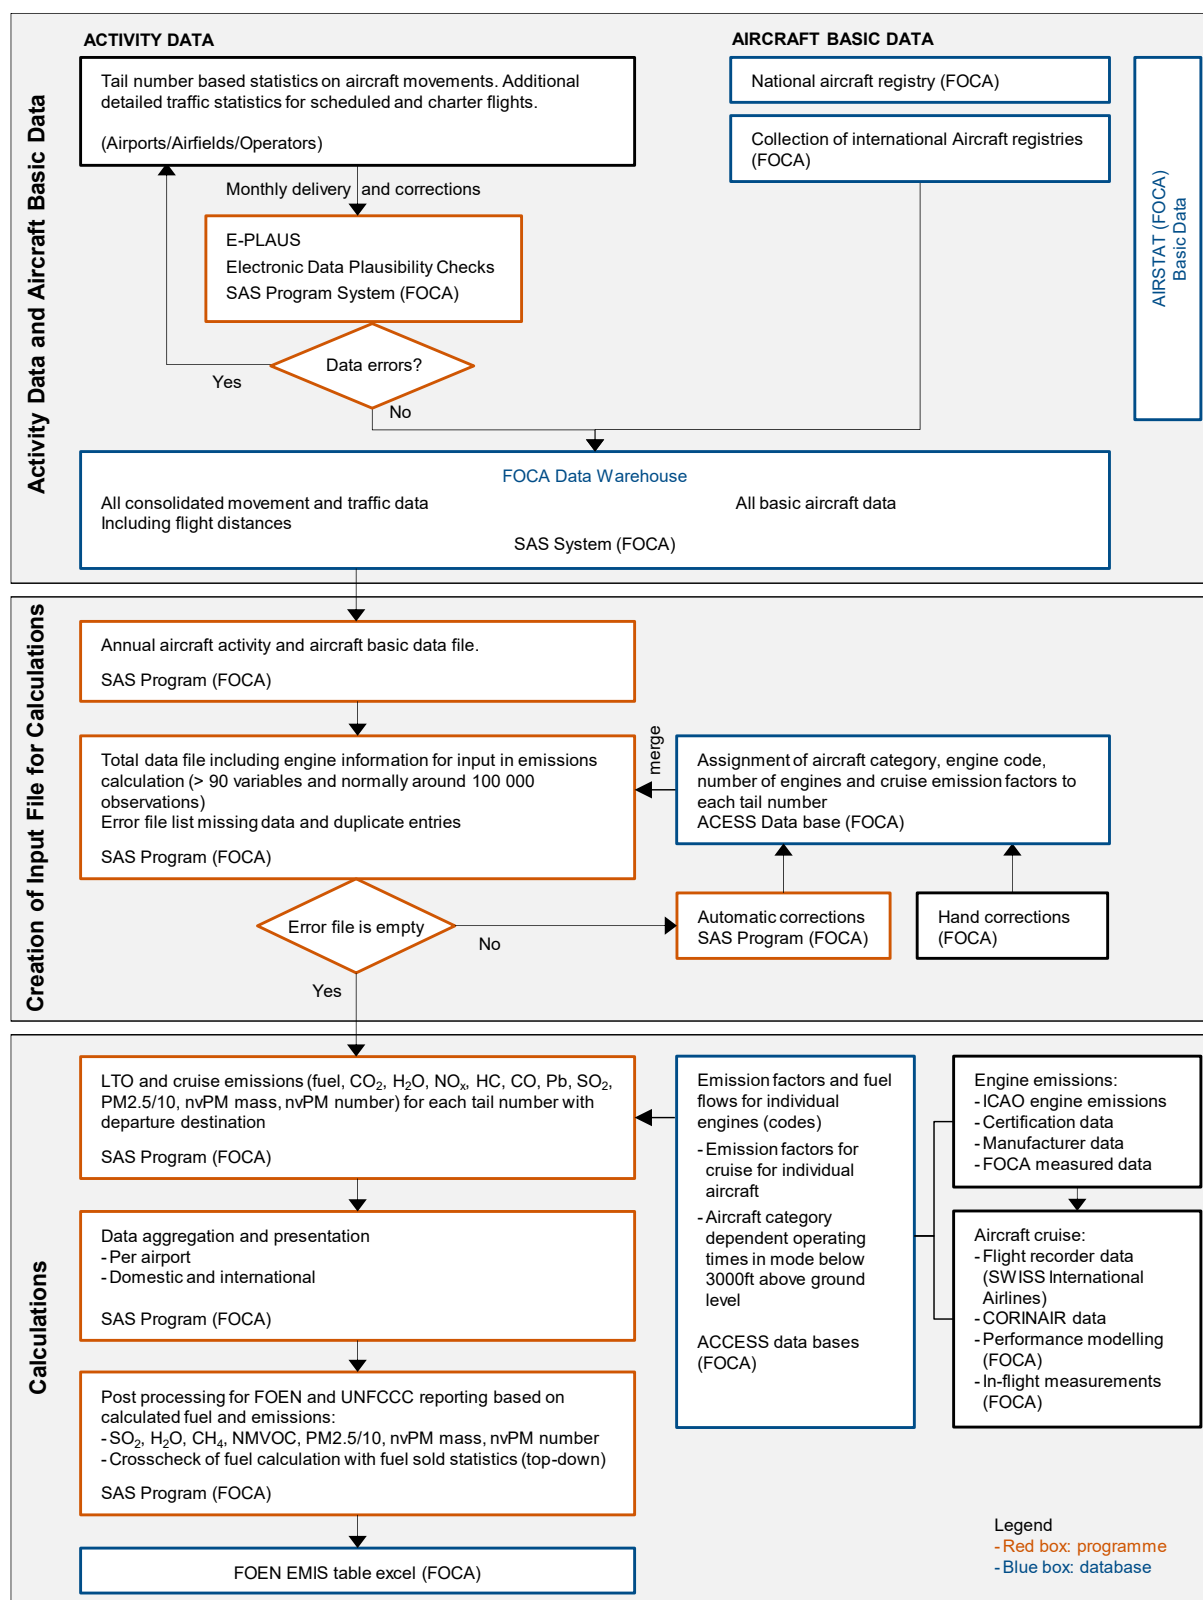 Activity Data and Aircraft Basic Data
ACTIVITY DATA
Tail number based statistics on aircraft movements. Additional
detailed traffic statistics for scheduled and charter flights.
(Airports/Airfields/Operators)
Monthly delivery and corrections
E-PLAUS
Electronic Data Plausibility Checks
SAS Program System (FOCA)
Data errors?
Yes
No
AIRCRAFT BASIC DATA
National aircraft registry (FOCA)
Collection of international Aircraft registries
(FOCA)
AIRSTAT (FOCA)
Basic Data
FOCA Data Warehouse
All consolidated movement and traffic data
Including flight distances
All basic aircraft data
SAS System (FOCA)
Creation of Input File for Calculations
Annual aircraft activity and aircraft basic data file.
SAS Program (FOCA)
Total data file including engine information for input in emissions
calculation (> 90 variables and normally around 100 000
observations)
Error file list missing data and duplicate entries
SAS Program (FOCA)
merge
Assignment of aircraft category, engine code,
number of engines and cruise emission factors to
each tail number
ACESS Data base (FOCA)
Error file is empty
No
Yes
Automatic corrections
SAS Program (FOCA)
Hand corrections
(FOCA)
Calculations
LTO and cruise emissions (fuel, CO₂, H₂O, NOₓ, HC, CO, Pb, SO₂,
PM2.5/10, nvPM mass, nvPM number) for each tail number with
departure destination
SAS Program (FOCA)
Data aggregation and presentation
- Per airport
- Domestic and international
SAS Program (FOCA)
Post processing for FOEN and UNFCCC reporting based on
calculated fuel and emissions:
- SO₂, H₂O, CH₄, NMVOC, PM2.5/10, nvPM mass, nvPM number
- Crosscheck of fuel calculation with fuel sold statistics (top-down)
SAS Program (FOCA)
FOEN EMIS table excel (FOCA)
Emission factors and fuel
flows for individual
engines (codes)
- Emission factors for
cruise for individual
aircraft
- Aircraft category
dependent operating
times in mode below
3000ft above ground
level
ACCESS data bases
(FOCA)
Engine emissions:
- ICAO engine emissions
- Certification data
- Manufacturer data
- FOCA measured data
Aircraft cruise:
- Flight recorder data
(SWISS International
Airlines)
- CORINAIR data
- Performance modelling
(FOCA)
- In-flight measurements
(FOCA)
Legend
- Red box: programme
- Blue box: database